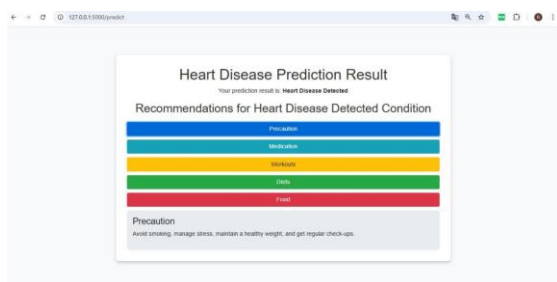 127.0.0.1:5000/predict
Heart Disease Prediction Result
Your prediction result is: Heart Disease Detected
Recommendations for Heart Disease Detected Condition
Precaution
Medication
Workouts
Diets
Food
Precaution
Avoid smoking, manage stress, maintain a healthy weight, and get regular check-ups.